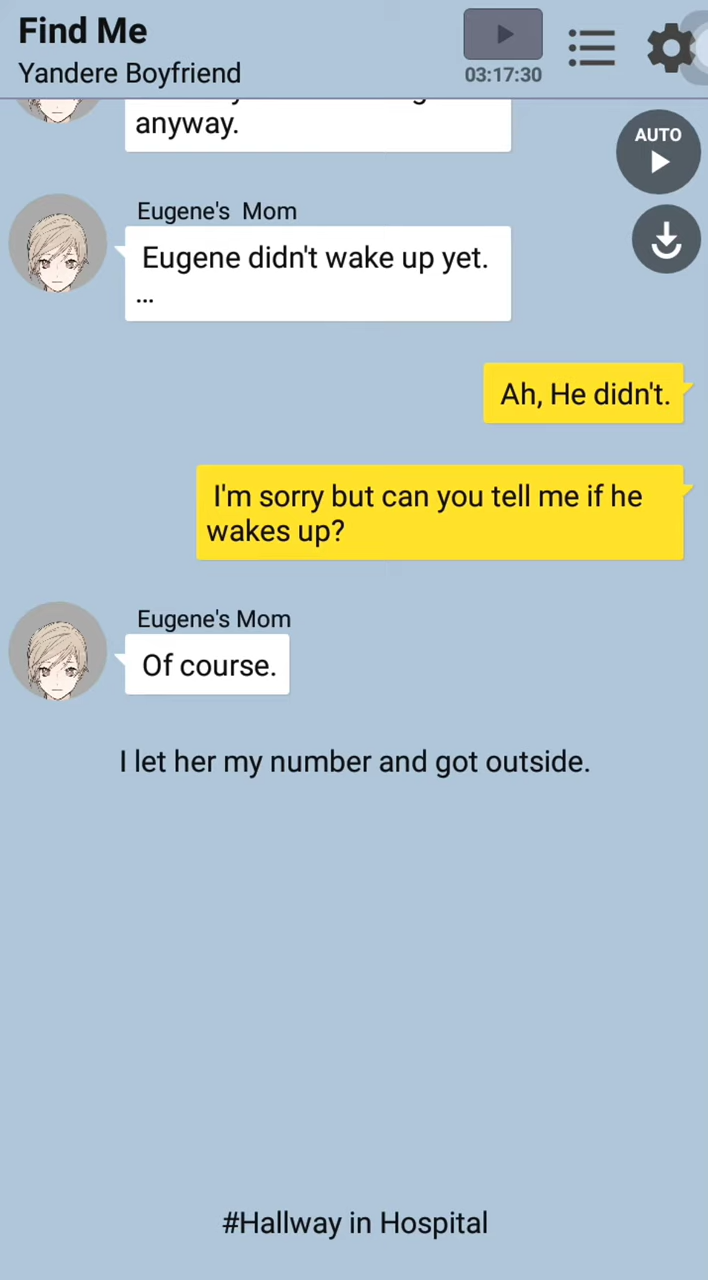 Find Me
Yandere Boyfriend
03:17:30
AUTO
anyway.
Eugene's Mom
Eugene didn't wake up yet.
...
Ah, He didn't.
I'm sorry but can you tell me if he
wakes up?
Eugene's Mom
Of course.
I let her my number and got outside.
#Hallway in Hospital